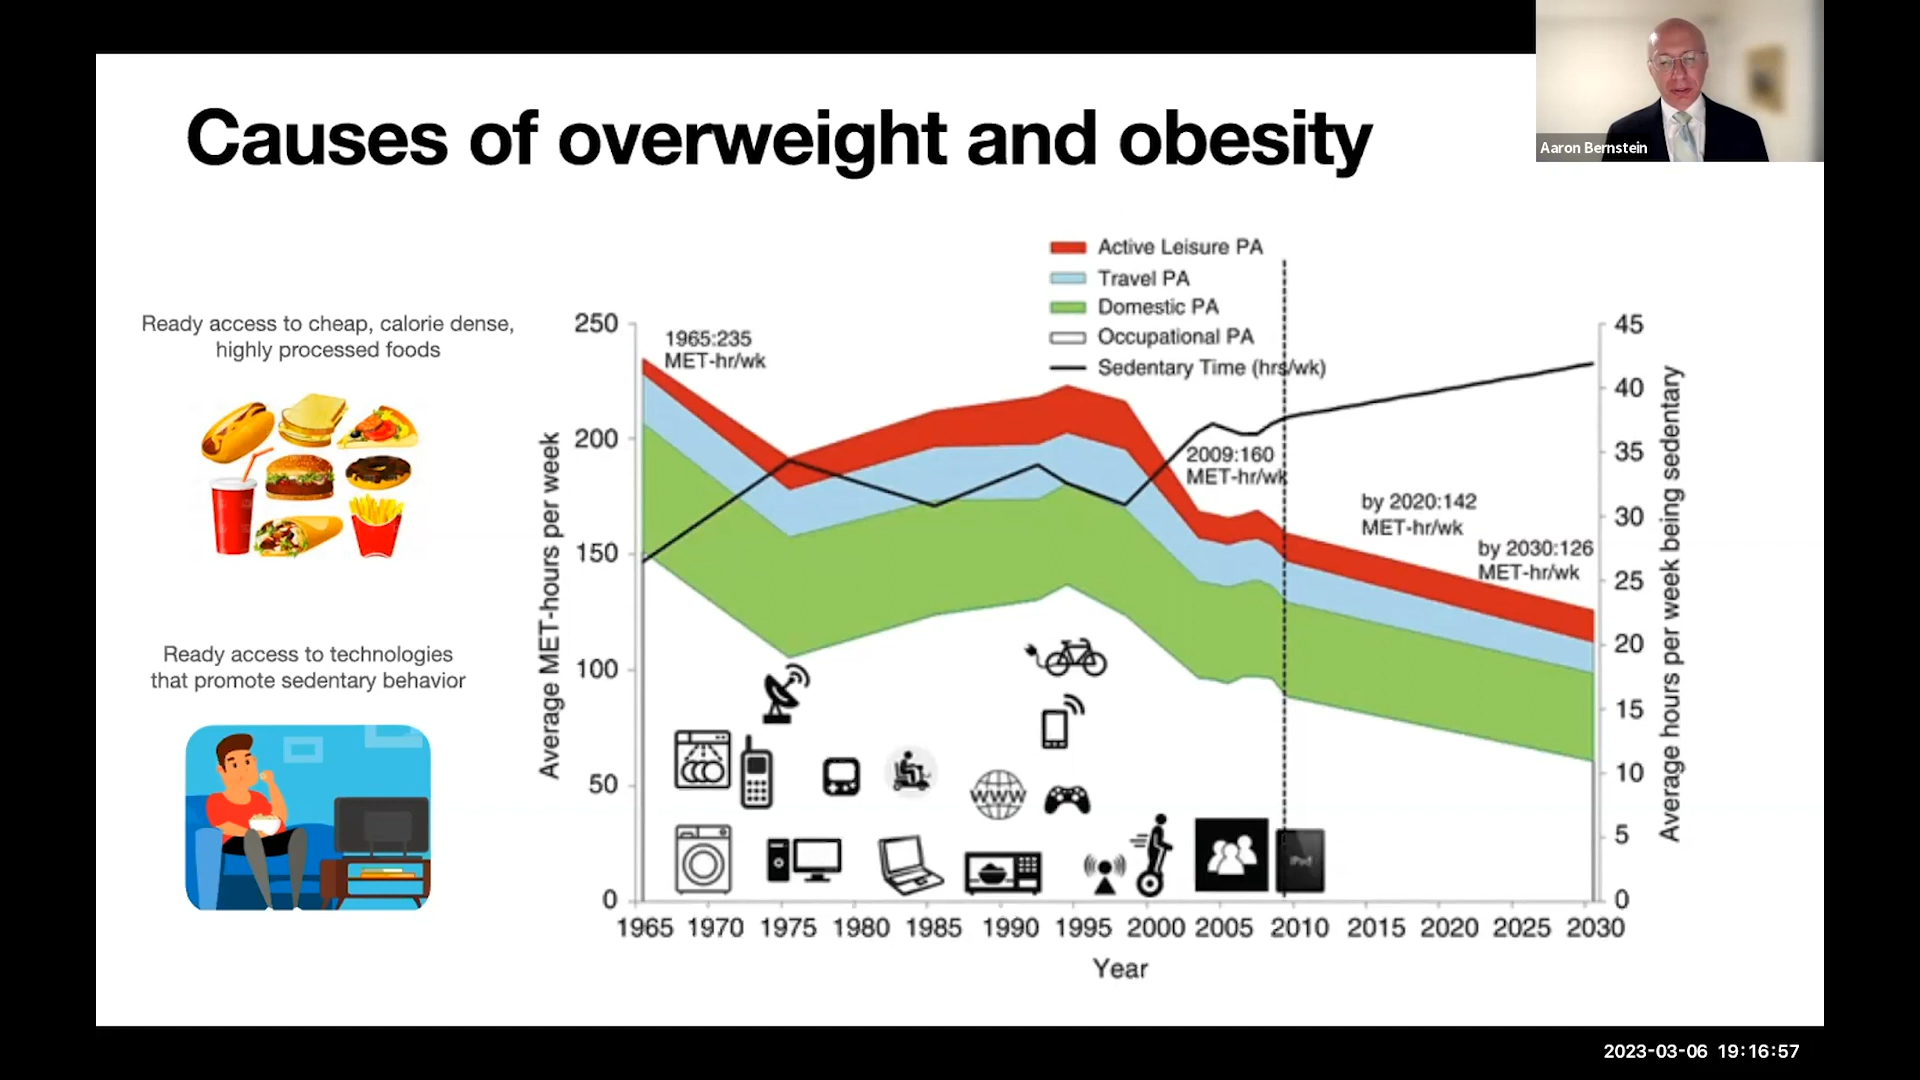 Causes of overweight and obesity
Aaron Bernstein
Ready access to cheap, calorie dense,
highly processed foods
Ready access to technologies
that promote sedentary behavior
Active Leisure PA
Travel PA
Domestic PA
Occupational PA
Sedentary Time (hrs/wk)
Average MET-hours per week
250
200
150
100
50
0
1965:235
MET-hr/wk
2009:160
MET-hr/wk
by 2020:142
MET-hr/wk
by 2030:126
MET-hr/wk
WWW
iPad
45
40
35
30
25
20
15
10
5
0
Average hours per week being sedentary
1965 1970 1975 1980 1985 1990 1995 2000 2005 2010 2015 2020 2025 2030
Year
2023-03-06 19:16:57